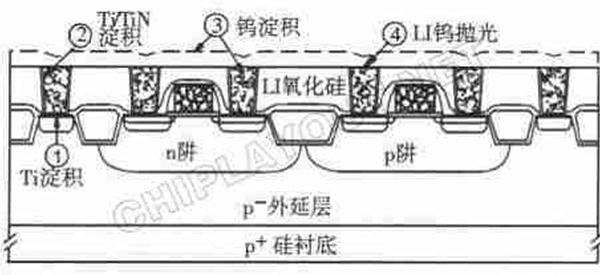 Ti/TiN
② 淀积
③ 钨淀积
④ LI钨抛光
LI氧化硅
①
Ti淀积
n阱
p阱
p⁻外延层
p⁺硅衬底
CHIPLAYOUT.NET